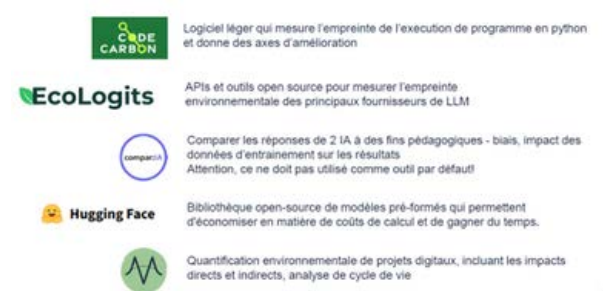 CODE
CARBON
Logiciel léger qui mesure l'empreinte de l'execution de programme en python
et donne des axes d'amélioration
EcoLogits
APIs et outils open source pour mesurer l'empreinte
environnementale des principaux fournisseurs de LLM
comparIA
Comparer les réponses de 2 IA à des fins pédagogiques - biais, impact des
données d'entrainement sur les résultats
Attention, ce ne doit pas utilisé comme outil par défaut!
Hugging Face
Bibliothèque open-source de modèles pré-formés qui permettent
d'économiser en matière de coûts de calcul et de gagner du temps.
Quantification environnementale de projets digitaux, incluant les impacts
directs et indirects, analyse de cycle de vie